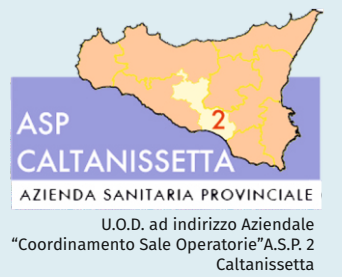 2
ASP
CALTANISSETTA
AZIENDA SANITARIA PROVINCIALE
U.O.D. ad indirizzo Aziendale
“Coordinamento Sale Operatorie”A.S.P. 2
Caltanissetta